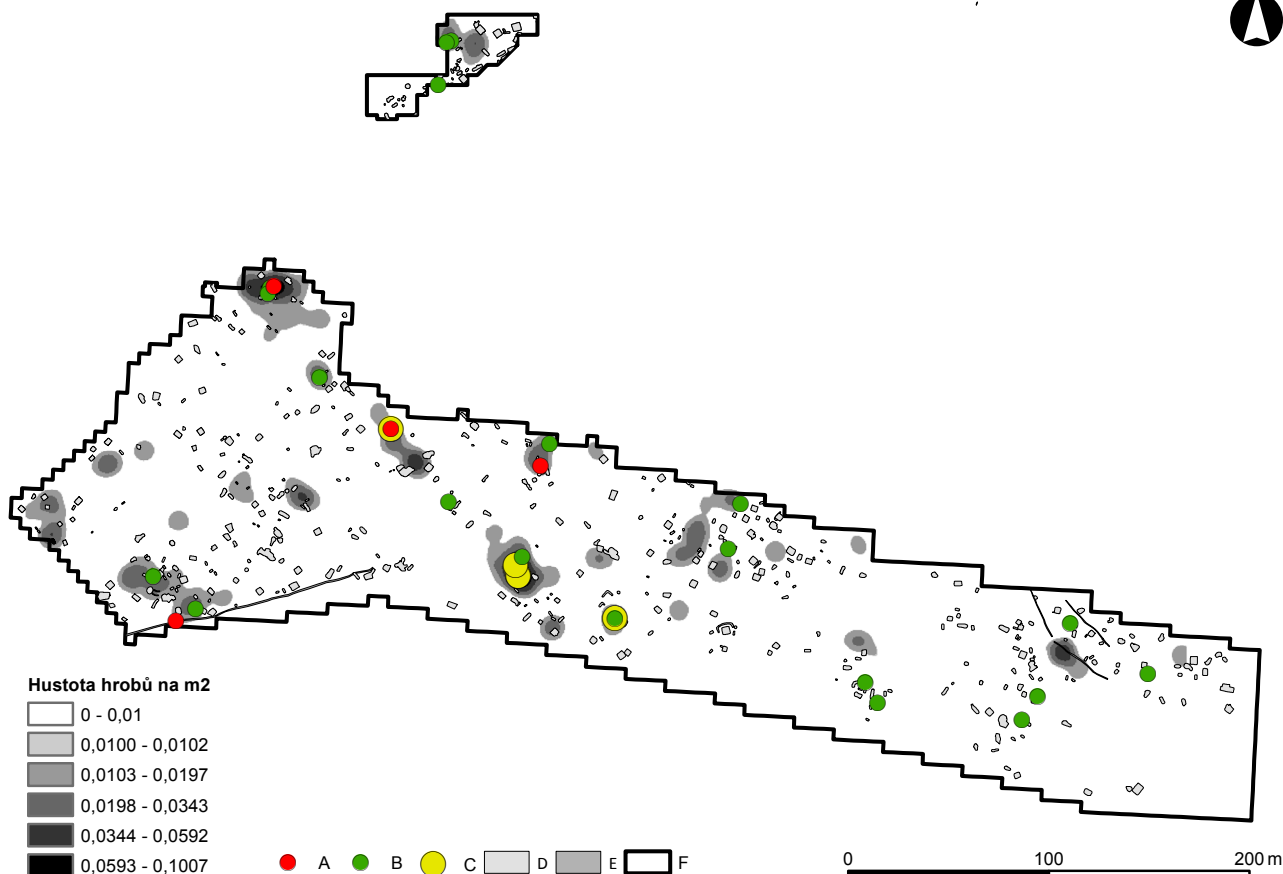 Hustota hrobů na m2
0 - 0,01
0,0100 - 0,0102
0,0103 - 0,0197
0,0198 - 0,0343
0,0344 - 0,0592
0,0593 - 0,1007
A B C D E F
0 100 200 m